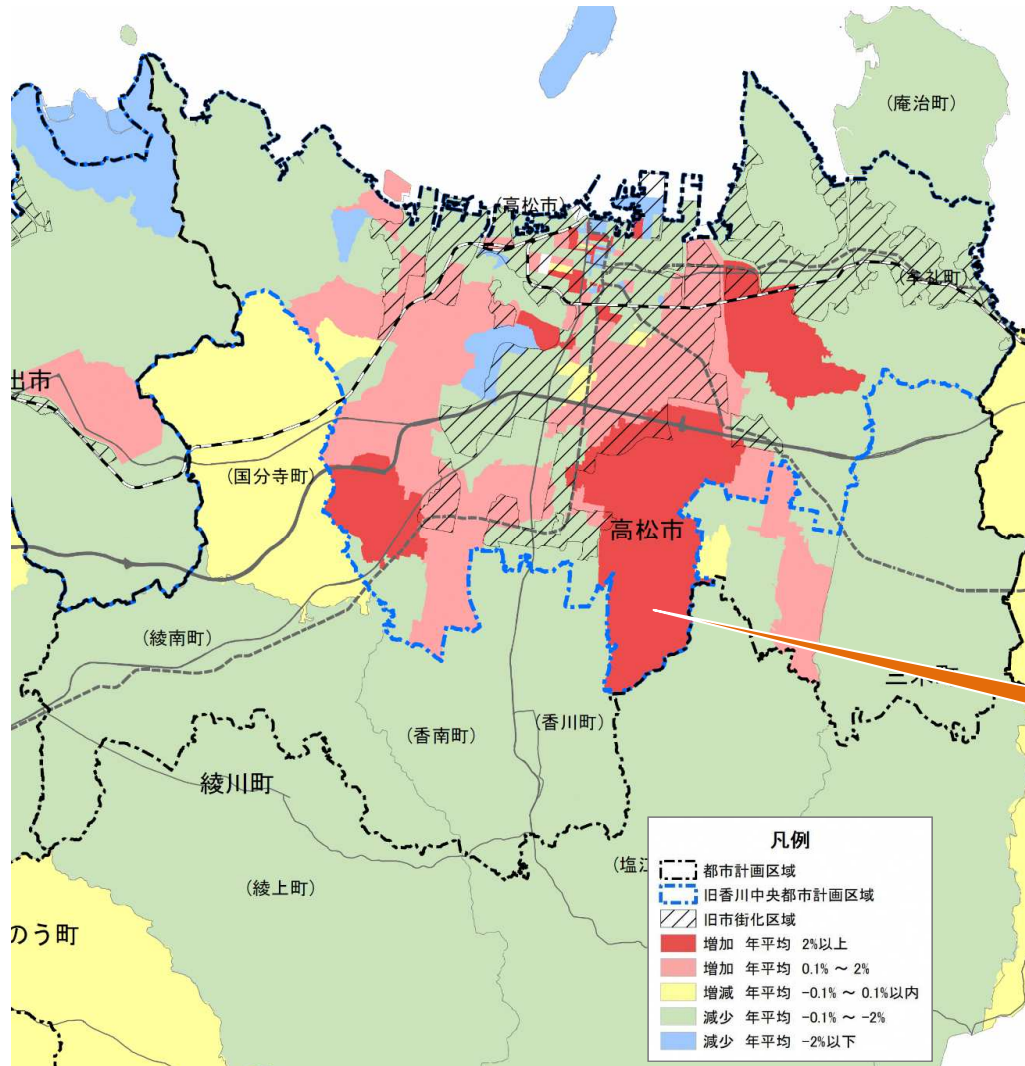 (庵治町)
(高松市)
(牟礼町)
出市
(国分寺町)
高松市
(綾南町)
三木町
(香南町)
(香川町)
綾川町
(塩江
(綾上町)
のう町
凡例
都市計画区域
旧香川中央都市計画区域
旧市街化区域
増加 年平均 2%以上
増加 年平均 0.1% ～ 2%
増減 年平均 -0.1% ～ 0.1%以内
減少 年平均 -0.1% ～ -2%
減少 年平均 -2%以下